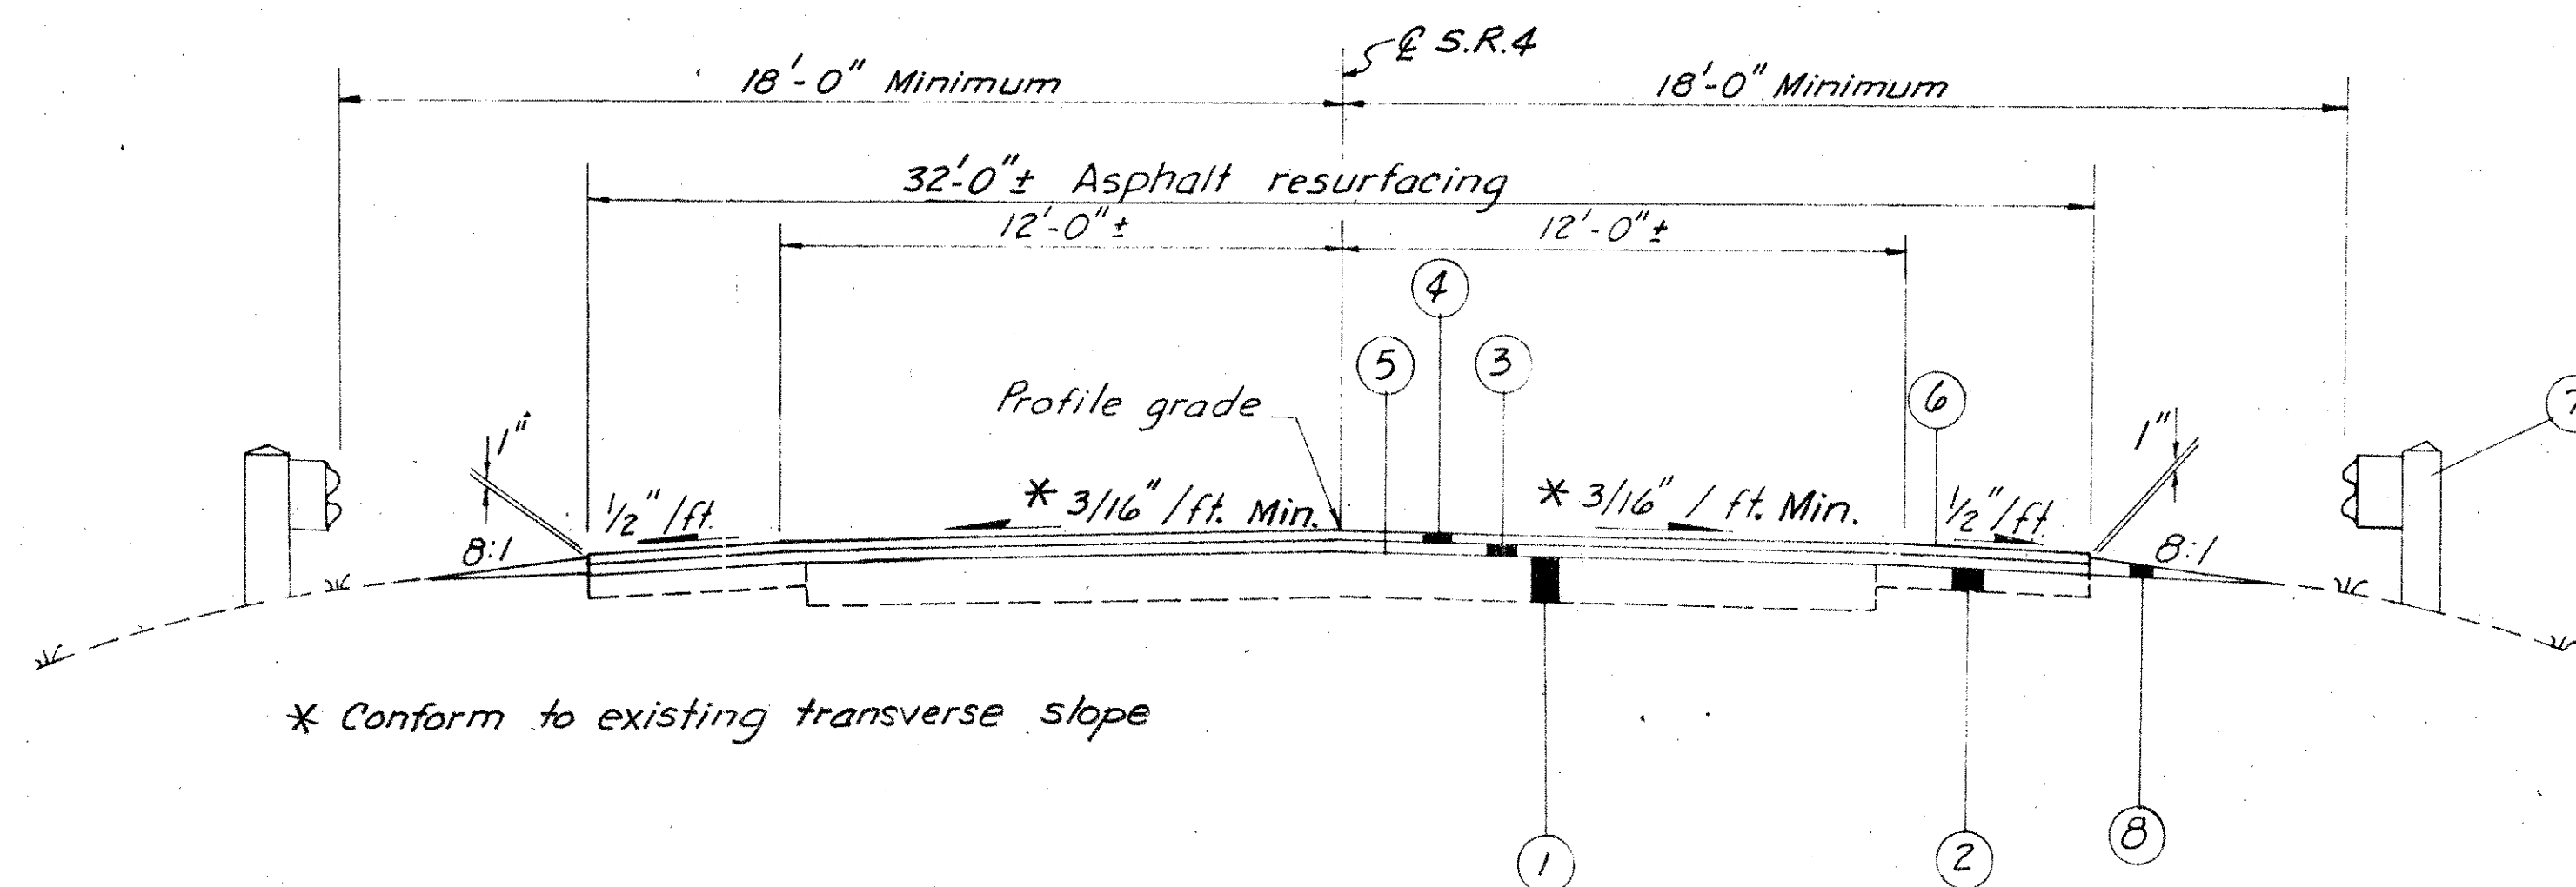 ℄ S.R.4
18'-0" Minimum
18'-0" Minimum
32'-0"± Asphalt resurfacing
12'-0"±
12'-0"±
4
5
3
6
7
Profile grade
1"
1"
1/2"/ft.
* 3/16"/ft. Min.
* 3/16" / ft. Min.
1/2"/ft
8:1
8:1
* Conform to existing transverse slope
1
2
8